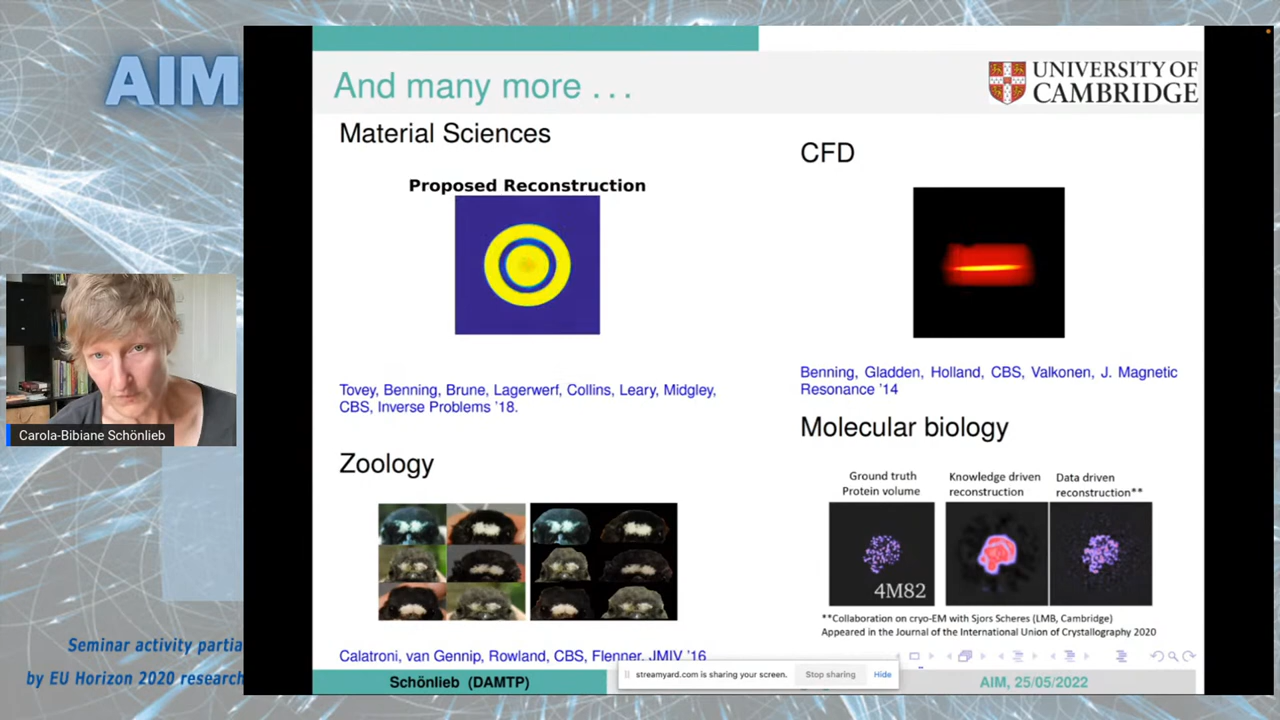 AIM
And many more . . .
UNIVERSITY OF
CAMBRIDGE
Material Sciences
Proposed Reconstruction
Tovey, Benning, Brune, Lagerwerf, Collins, Leary, Midgley,
CBS, Inverse Problems '18.
CFD
Benning, Gladden, Holland, CBS, Valkonen, J. Magnetic
Resonance '14
Zoology
Calatroni, van Gennip, Rowland, CBS, Flenner, JMIV '16
Molecular biology
Ground truth
Protein volume
Knowledge driven
reconstruction
Data driven
reconstruction**
4M82
**Collaboration on cryo-EM with Sjors Scheres (LMB, Cambridge)
Appeared in the Journal of the International Union of Crystallography 2020
Carola-Bibiane Schönlieb
Seminar activity partia
by EU Horizon 2020 research
streamyard.com is sharing your screen.
Stop sharing
Hide
Schönlieb (DAMTP)
AIM, 25/05/2022